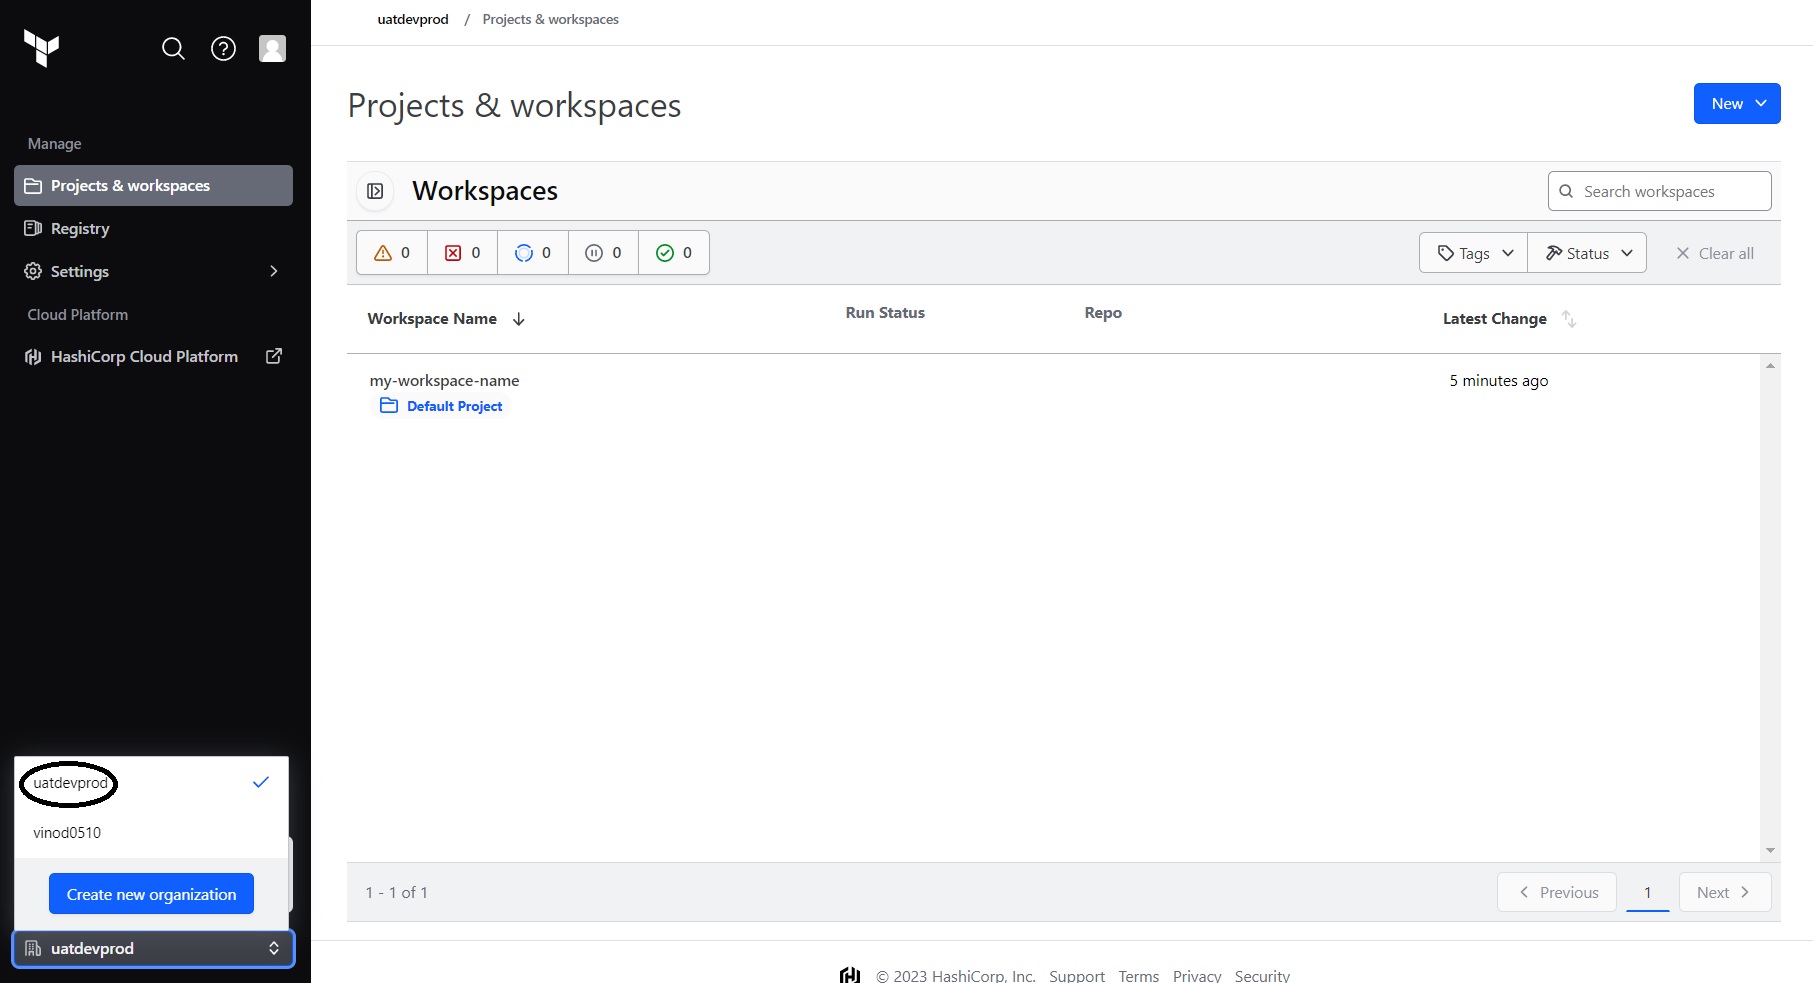 uatdevprod / Projects & workspaces
Manage
Projects & workspaces
Registry
Settings
Cloud Platform
HashiCorp Cloud Platform
uatdevprod
vinod0510
Create new organization
uatdevprod
Projects & workspaces
New
Workspaces
Search workspaces
0 0 0 0 0
Tags Status Clear all
Workspace Name Run Status Repo Latest Change
my-workspace-name 5 minutes ago
Default Project
1 - 1 of 1 Previous 1 Next
© 2023 HashiCorp, Inc. Support Terms Privacy Security